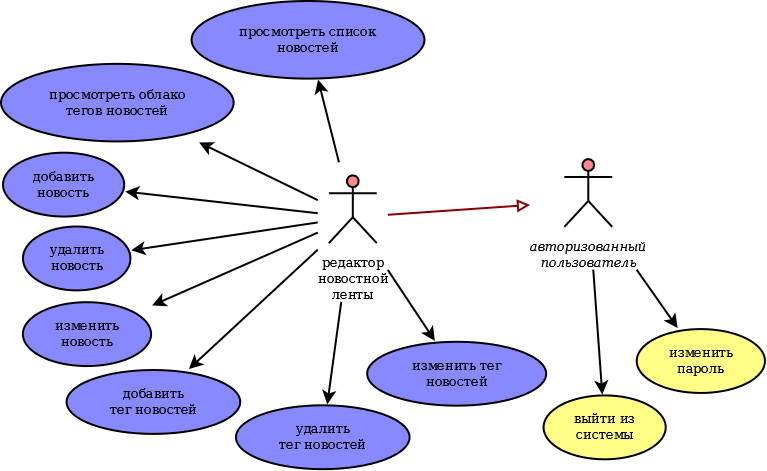 просмотреть список
новостей
просмотреть облако
тегов новостей
добавить
новость
удалить
новость
изменить
новость
добавить
тег новостей
удалить
тег новостей
изменить тег
новостей
редактор
новостной
ленты
авторизованный
пользователь
изменить
пароль
выйти из
системы